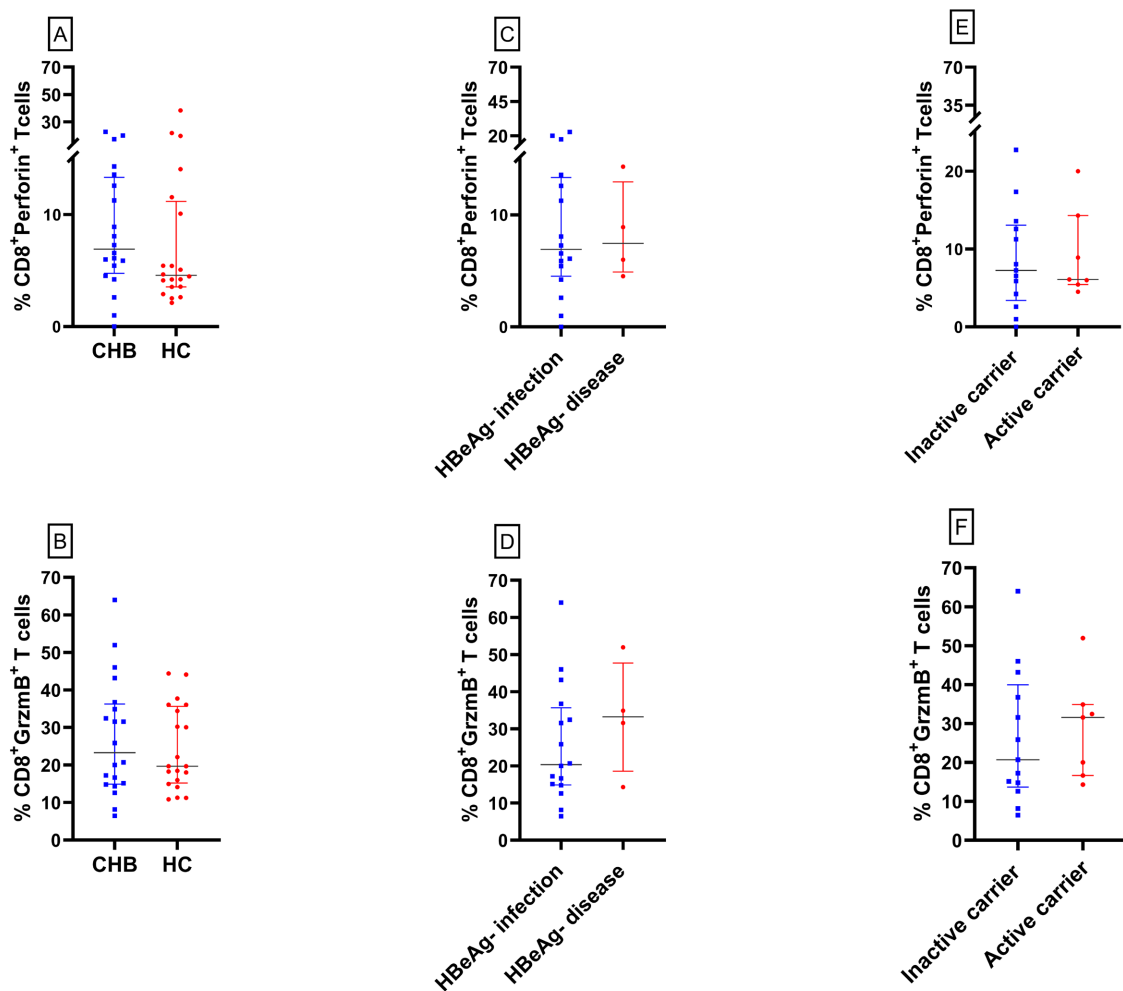 A
% CD8+Perforin+ Tcells
70
50
30
10
0
CHB
HC
C
% CD8+Perforin+ Tcells
70
45
20
10
0
HBeAg- infection
HBeAg- disease
E
% CD8+Perforin+ Tcells
70
35
20
10
0
Inactive carrier
Active carrier
B
% CD8+GrzmB+ T cells
70
60
50
40
30
20
10
0
CHB
HC
D
% CD8+GrzmB+ T cells
70
60
50
40
30
20
10
0
HBeAg- infection
HBeAg- disease
F
% CD8+GrzmB+ T cells
70
60
50
40
30
20
10
0
Inactive carrier
Active carrier